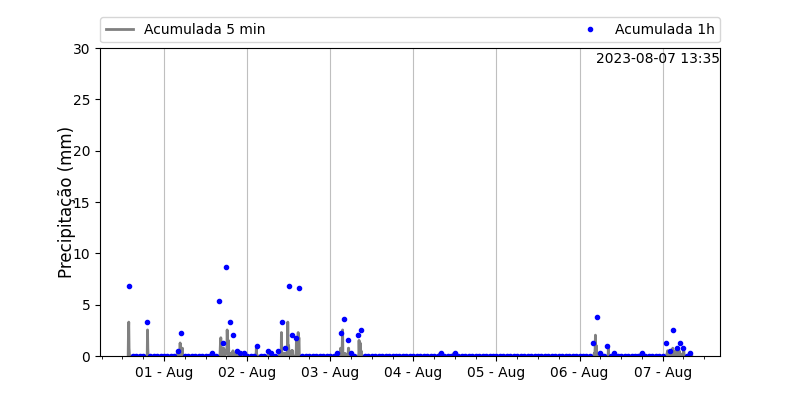 Acumulada 5 min
Acumulada 1h
2023-08-07 13:35
Precipitação (mm)
30
25
20
15
10
5
0
01 - Aug
02 - Aug
03 - Aug
04 - Aug
05 - Aug
06 - Aug
07 - Aug